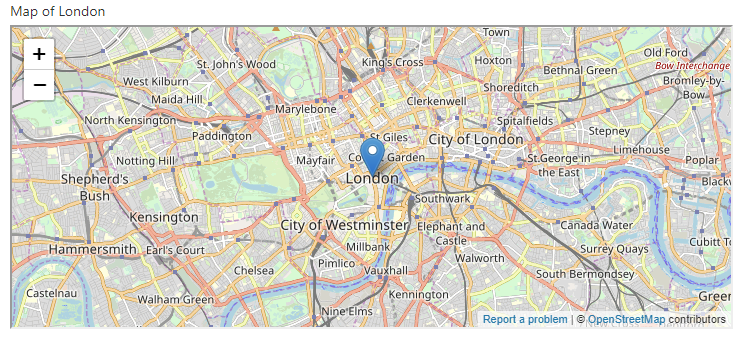 Map of London
+
−
Town
King's Cross
Hoxton
Old Ford
Bow Interchange
St. John's Wood
Bethnal Green
West Kilburn
Shoreditch
Bromley-by-
Bow
Maida Hill
Clerkenwell
Marylebone
North Kensington
Spitalfields
Paddington
Stepney
St Giles
City of London
Limehouse
Notting Hill
Mayfair
Garden
St.George in
the East
Poplar
Shepherd's
Bush
London
Southwark
Kensington
City of Westminster
Elephant and
Castle
Canada Water
Hammersmith
Earl's Court
Millbank
Surrey Quays
Cubitt
Pimlico
Walworth
Chelsea
Vauxhall
South Bermondsey
Castelnau
Walham Green
Kennington
Nine Elms
Report a problem | © OpenStreetMap contributors